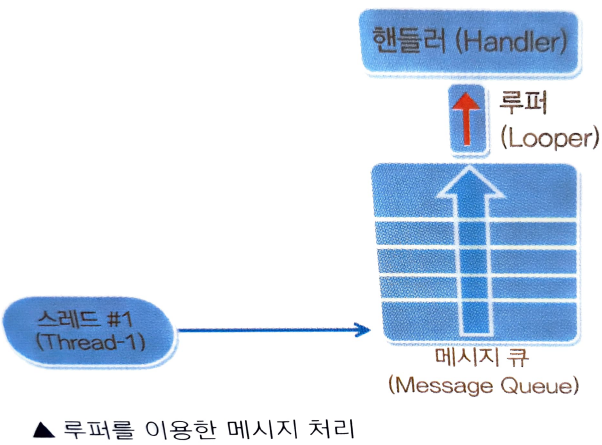 핸들러 (Handler)
루퍼
(Looper)
스레드 #1
(Thread-1)
메시지 큐
(Message Queue)
▲ 루퍼를 이용한 메시지 처리